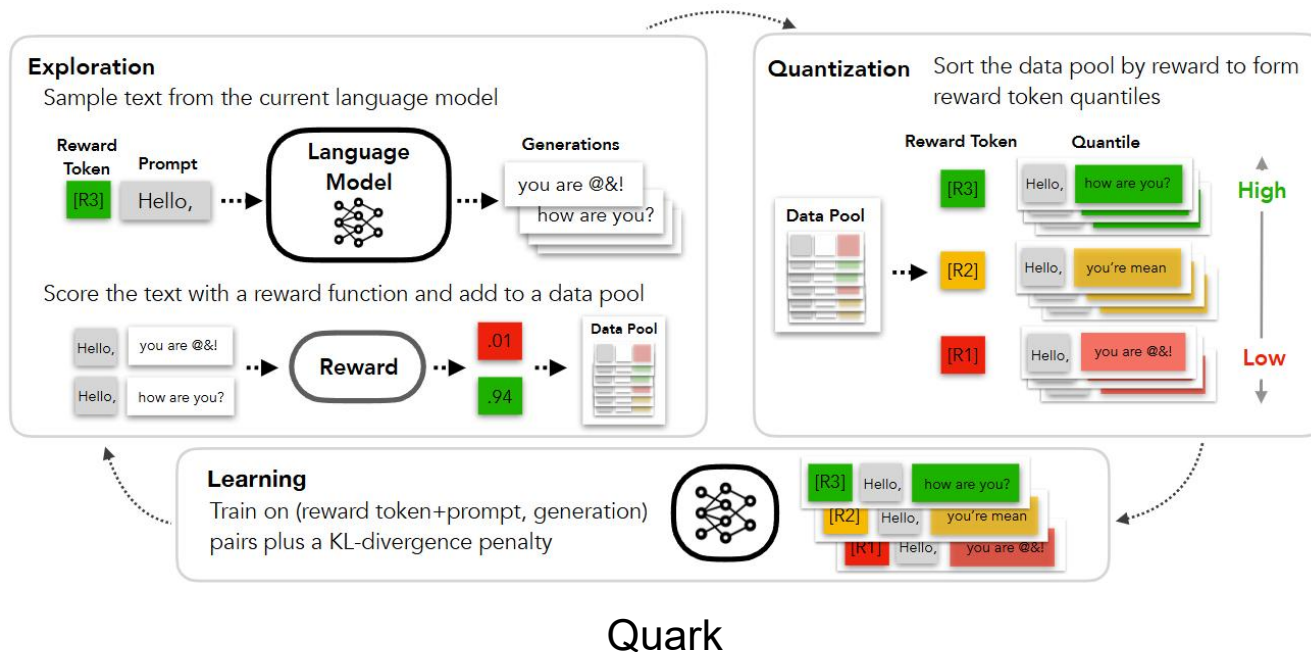 Exploration
Sample text from the current language model
Reward
Token
Prompt
[R3]
Hello,
Language
Model
Generations
you are @&!
how are you?
Score the text with a reward function and add to a data pool
Hello,
you are @&!
Hello,
how are you?
Reward
.01
.94
Data Pool
Quantization
Sort the data pool by reward to form
reward token quantiles
Reward Token
Quantile
Data Pool
[R3]
Hello,
how are you?
High
[R2]
Hello,
you're mean
[R1]
Hello,
you are @&!
Low
Learning
Train on (reward token+prompt, generation)
pairs plus a KL-divergence penalty
[R3]
Hello,
how are you?
[R2]
Hello,
you're mean
[R1]
Hello,
you are @&!
Quark